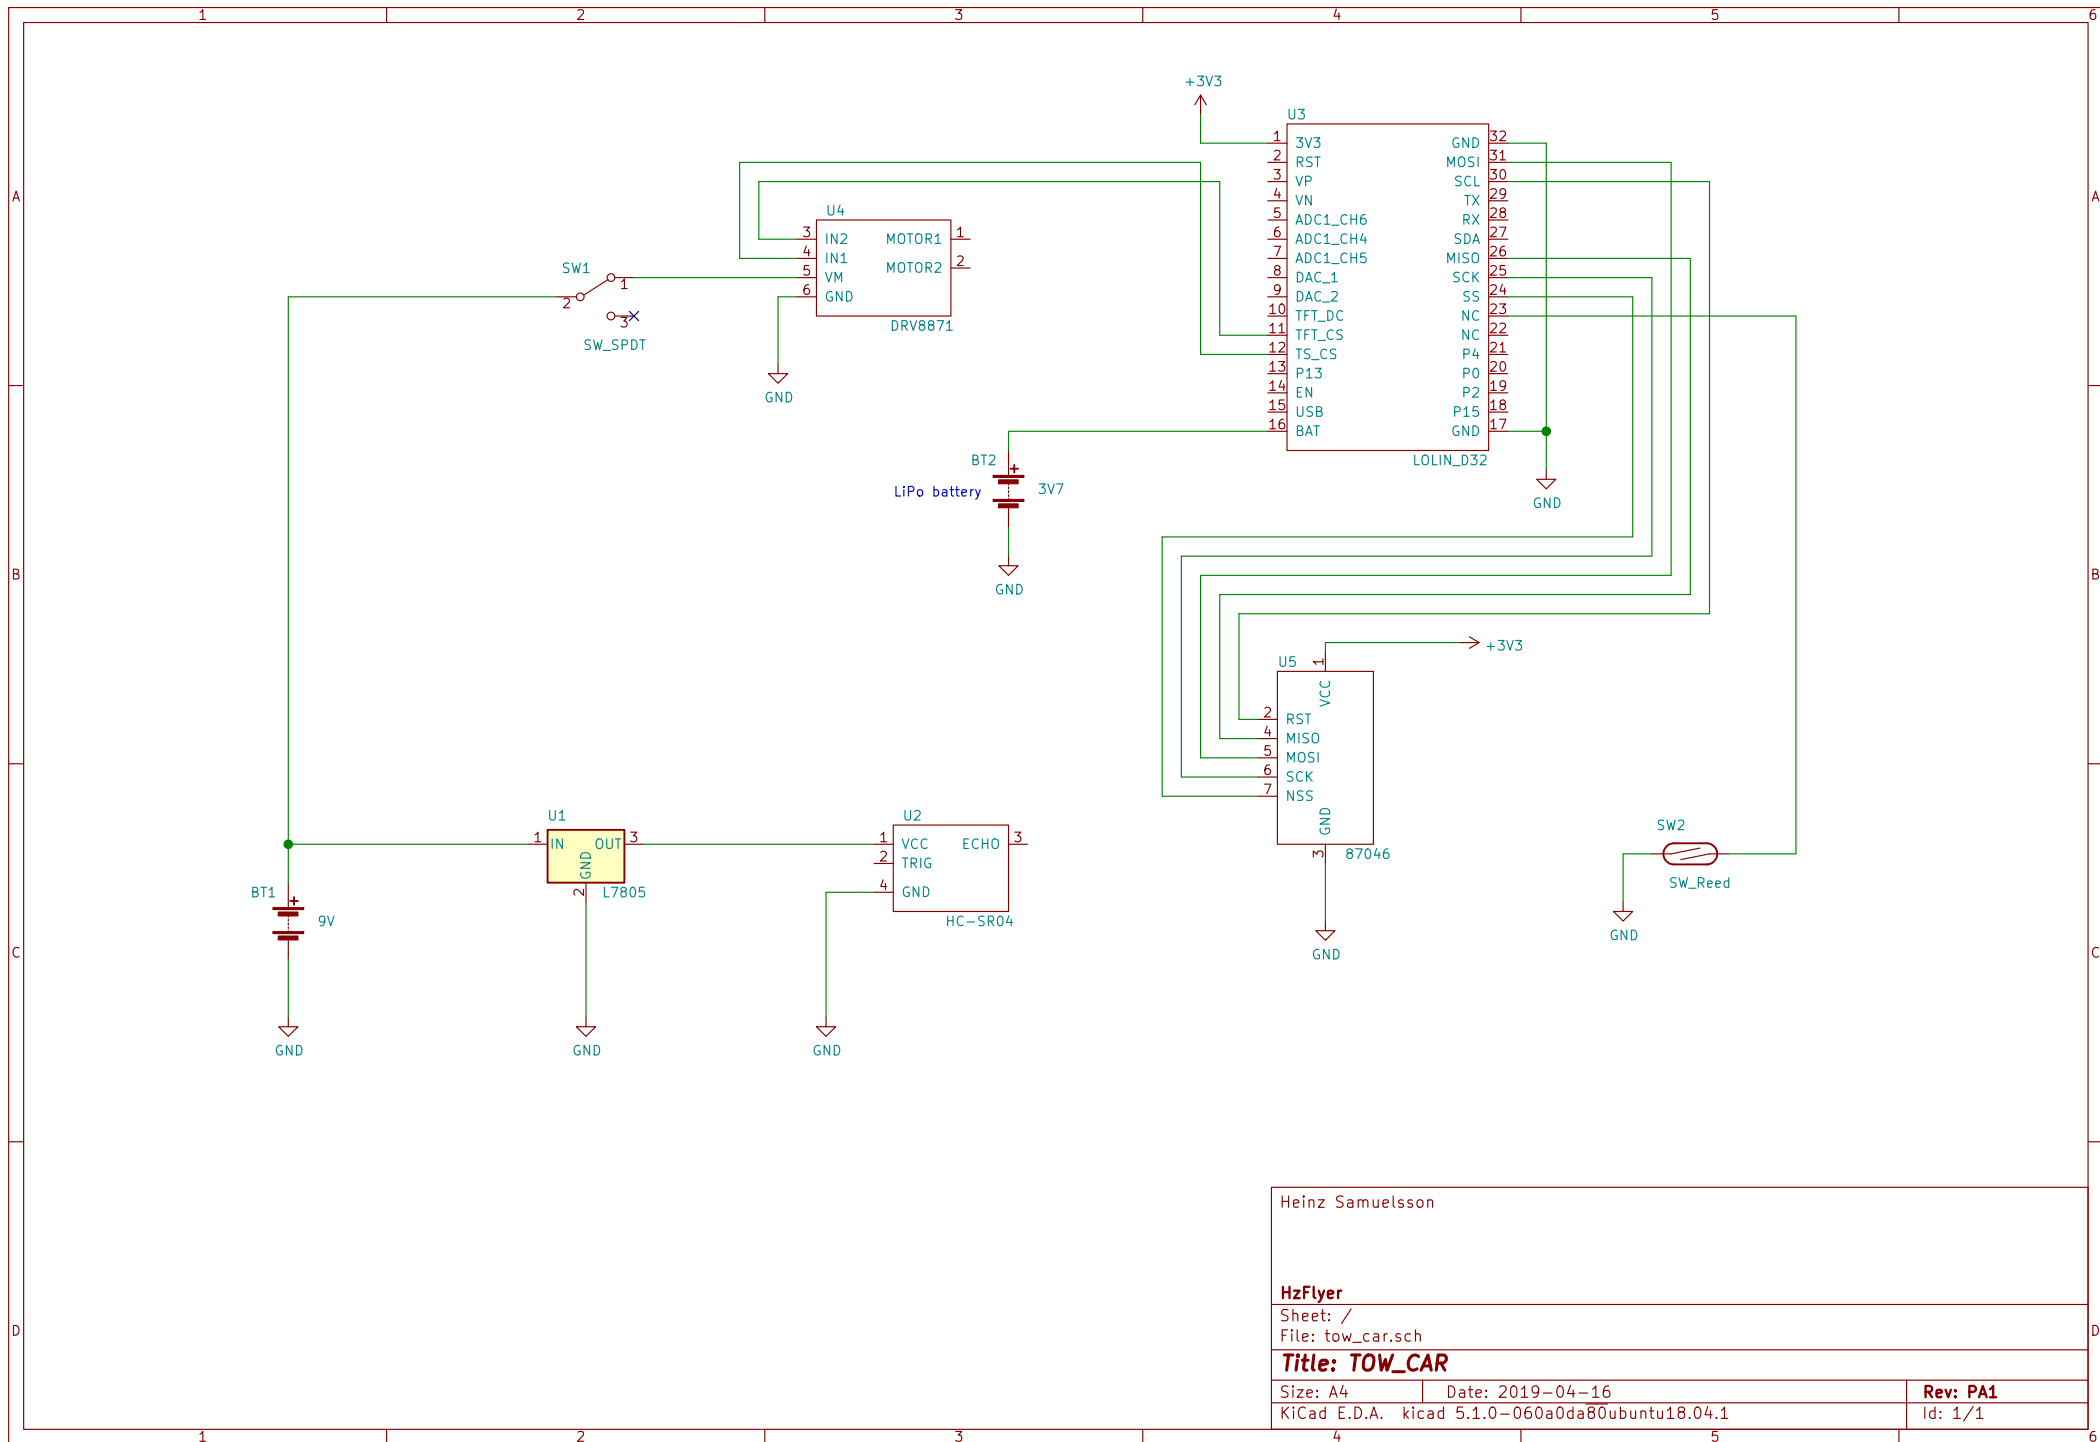 1 2 3 4 5 6
A A
B B
C C
D D
+3V3
U3
1 3V3 GND 32
2 RST MOSI 31
3 VP SCL 30
4 VN TX 29
5 ADC1_CH6 RX 28
6 ADC1_CH4 SDA 27
7 ADC1_CH5 MISO 26
8 DAC_1 SCK 25
9 DAC_2 SS 24
10 TFT_DC NC 23
11 TFT_CS NC 22
12 TS_CS P4 21
13 P13 P0 20
14 EN P2 19
15 USB P15 18
16 BAT GND 17
LOLIN_D32
GND
U4
3 IN2 MOTOR1 1
4 IN1 MOTOR2 2
5 VM
6 GND
DRV8871
GND
SW1
1
2
3
SW_SPDT
BT2
LiPo battery
3V7
GND
+3V3
U5
1
VCC
2 RST
4 MISO
5 MOSI
6 SCK
7 NSS
GND
3
87046
GND
SW2
SW_Reed
GND
U1
1 IN OUT 3
GND
2
L7805
GND
U2
1 VCC ECHO 3
2 TRIG
4 GND
HC-SR04
GND
BT1
9V
GND
Heinz Samuelsson
HzFlyer
Sheet: /
File: tow_car.sch
Title: TOW_CAR
Size: A4 Date: 2019-04-16 Rev: PA1
KiCad E.D.A. kicad 5.1.0-060a0da80ubuntu18.04.1 Id: 1/1
1 2 3 4 5 6